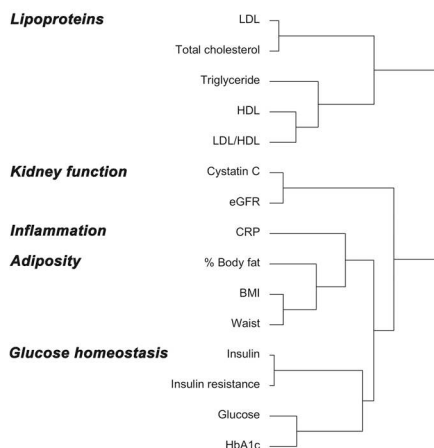 Lipoproteins LDL
Total cholesterol
Triglyceride
HDL
LDL/HDL
Kidney function Cystatin C
eGFR
Inflammation CRP
Adiposity % Body fat
BMI
Waist
Glucose homeostasis Insulin
Insulin resistance
Glucose
HbA1c